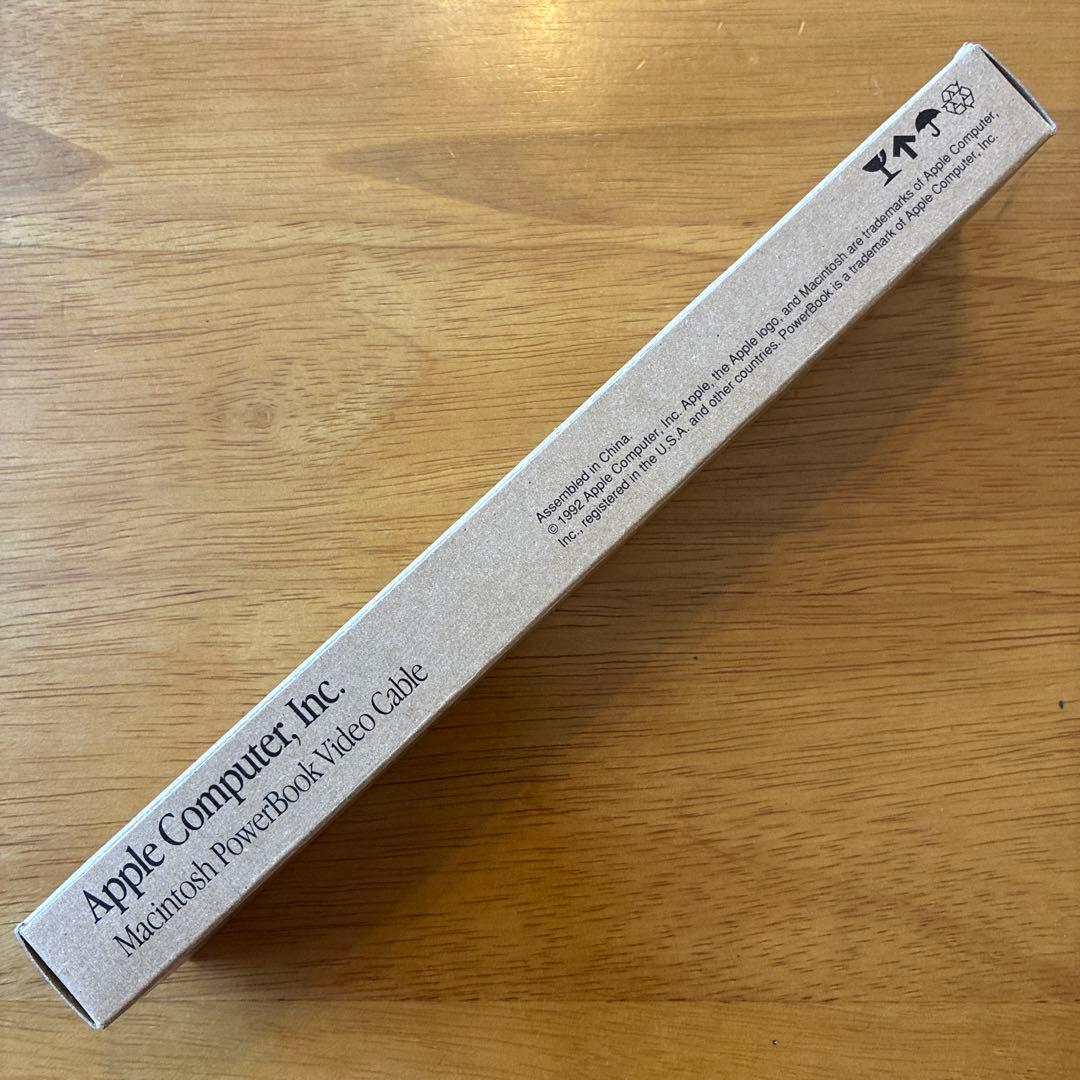 Apple Computer, Inc.
Macintosh PowerBook Video Cable
Assembled in China.
© 1992 Apple Computer, Inc. Apple, the Apple logo, and Macintosh are trademarks of Apple Computer,
Inc., registered in the U.S.A. and other countries. PowerBook is a trademark of Apple Computer, Inc.